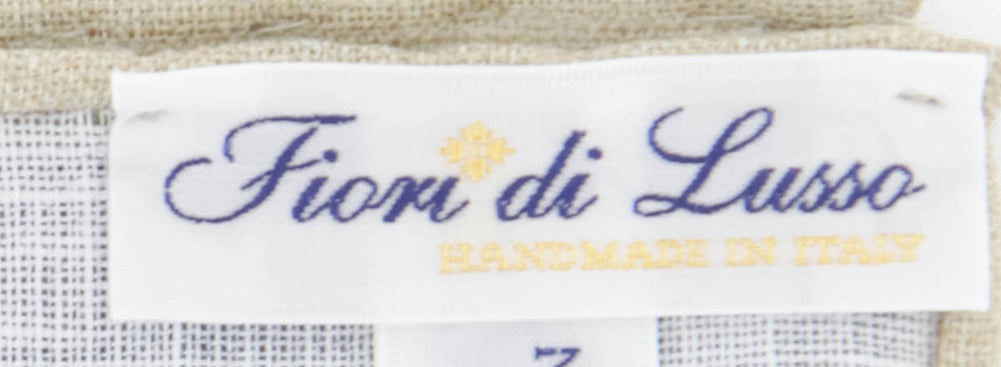 Fiori di Lusso
HANDMADE IN ITALY